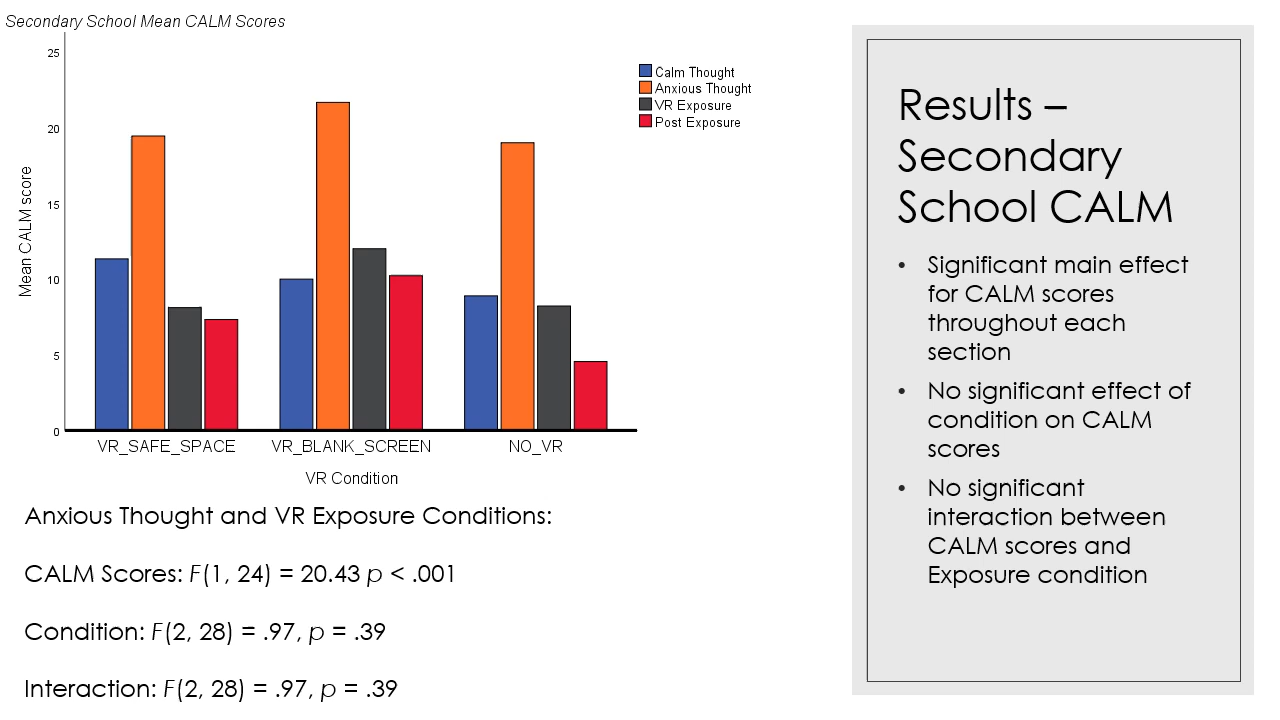 Secondary School Mean CALM Scores
25
20
15
10
5
0
Mean CALM score
VR_SAFE_SPACE
VR_BLANK_SCREEN
NO_VR
VR Condition
Calm Thought
Anxious Thought
VR Exposure
Post Exposure
Anxious Thought and VR Exposure Conditions:
CALM Scores: F(1, 24) = 20.43 p < .001
Condition: F(2, 28) = .97, p = .39
Interaction: F(2, 28) = .97, p = .39
Results –
Secondary
School CALM
• Significant main effect
for CALM scores
throughout each
section
• No significant effect of
condition on CALM
scores
• No significant
interaction between
CALM scores and
Exposure condition